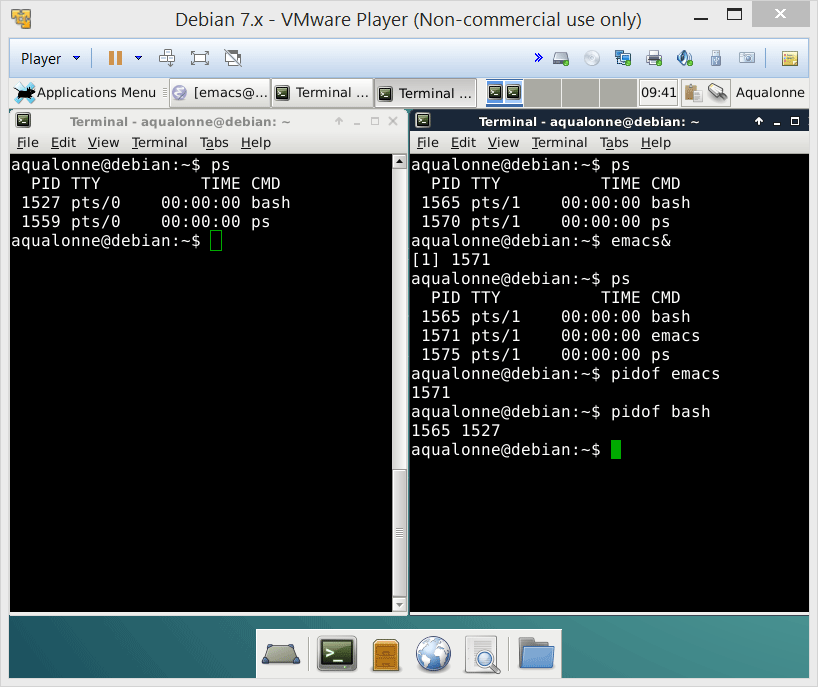 Debian 7.x - VMware Player (Non-commercial use only)
Player
Applications Menu [emacs@... Terminal ... Terminal ... 09:41 Aqualonne
Terminal - aqualonne@debian: ~
File Edit View Terminal Tabs Help
aqualonne@debian:~$ ps
  PID TTY          TIME CMD
 1527 pts/0    00:00:00 bash
 1559 pts/0    00:00:00 ps
aqualonne@debian:~$
Terminal - aqualonne@debian: ~
File Edit View Terminal Tabs Help
aqualonne@debian:~$ ps
  PID TTY          TIME CMD
 1565 pts/1    00:00:00 bash
 1570 pts/1    00:00:00 ps
aqualonne@debian:~$ emacs&
[1] 1571
aqualonne@debian:~$ ps
  PID TTY          TIME CMD
 1565 pts/1    00:00:00 bash
 1571 pts/1    00:00:00 emacs
 1575 pts/1    00:00:00 ps
aqualonne@debian:~$ pidof emacs
1571
aqualonne@debian:~$ pidof bash
1565 1527
aqualonne@debian:~$